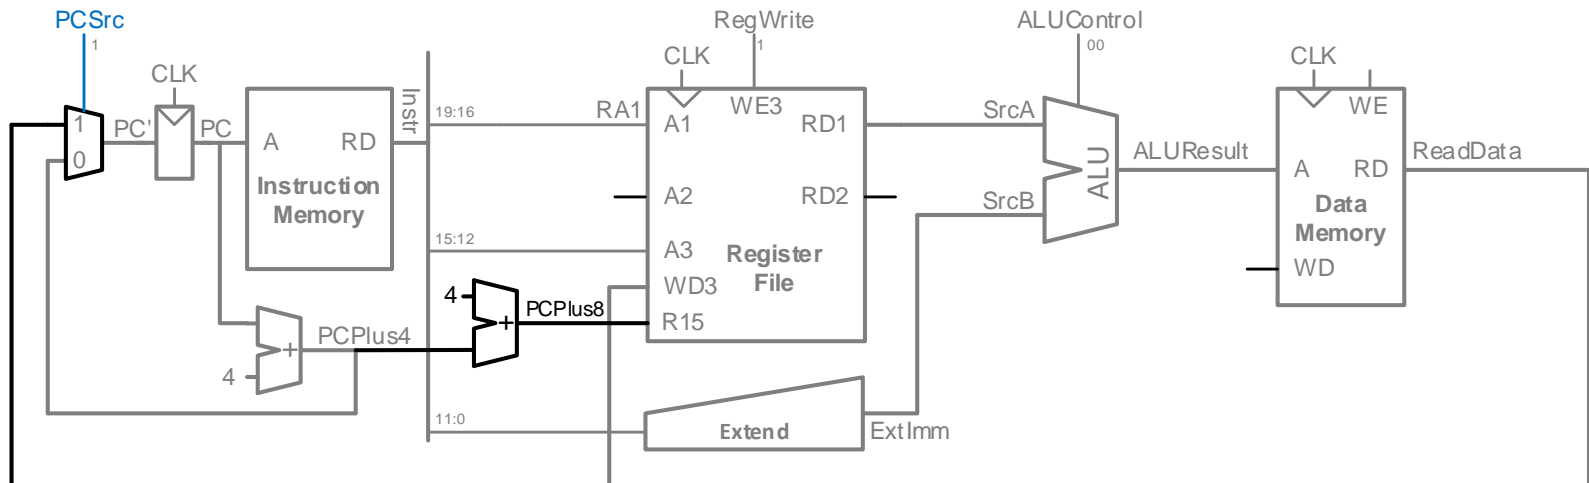 PCSrc
1
RegWrite
1
ALUControl
00
CLK
CLK
CLK
1
0
PC'
PC
A
RD
Instruction
Memory
Instr
19:16
RA1
A1
WE3
RD1
SrcA
A2
RD2
SrcB
15:12
A3
Register
File
WD3
R15
ALU
ALUResult
WE
A
RD
Data
Memory
WD
ReadData
4
+
PCPlus4
4
+
PCPlus8
11:0
Extend
ExtImm